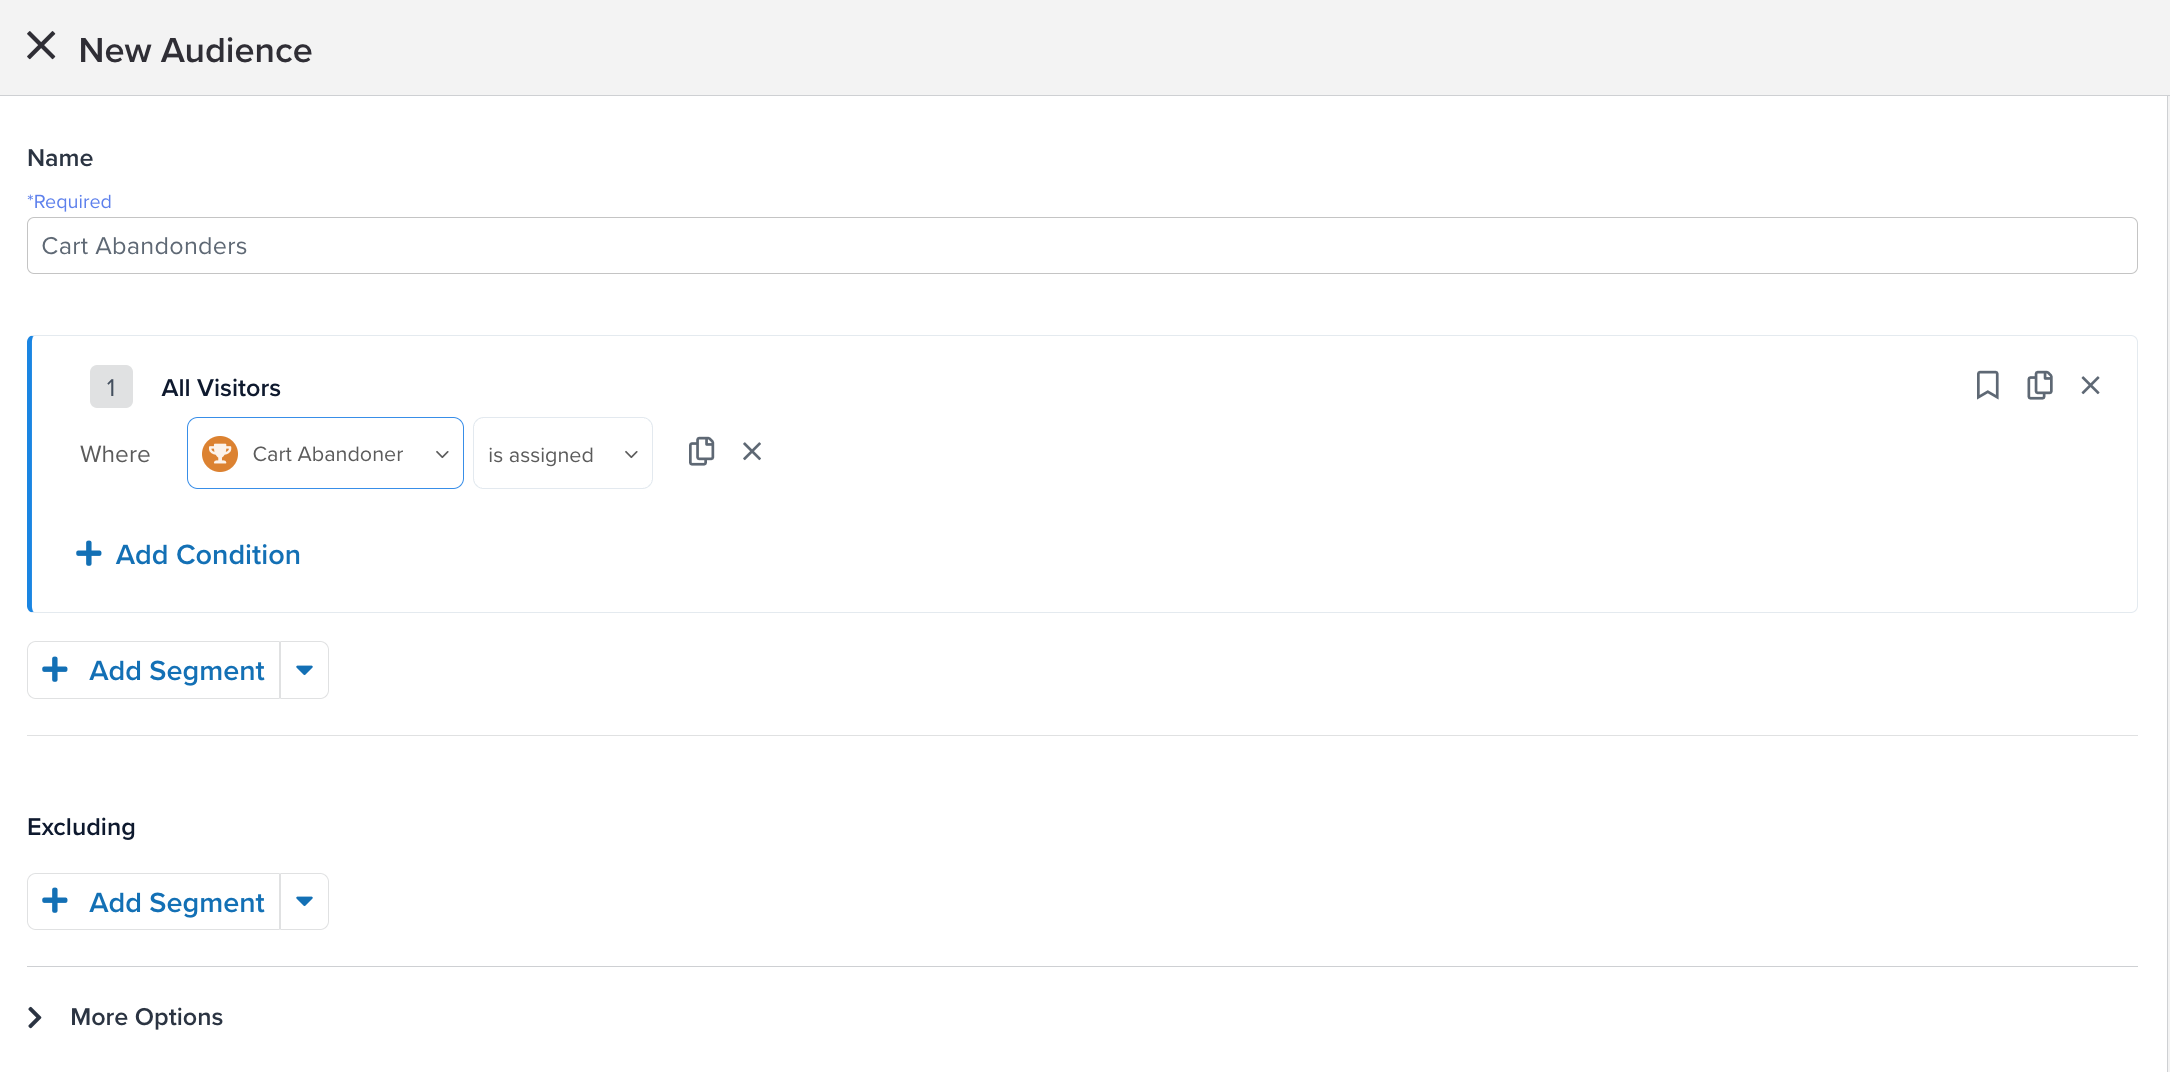 New Audience
Name
*Required
Cart Abandonders
1 All Visitors
Where Cart Abandoner is assigned
Add Condition
Add Segment
Excluding
Add Segment
More Options